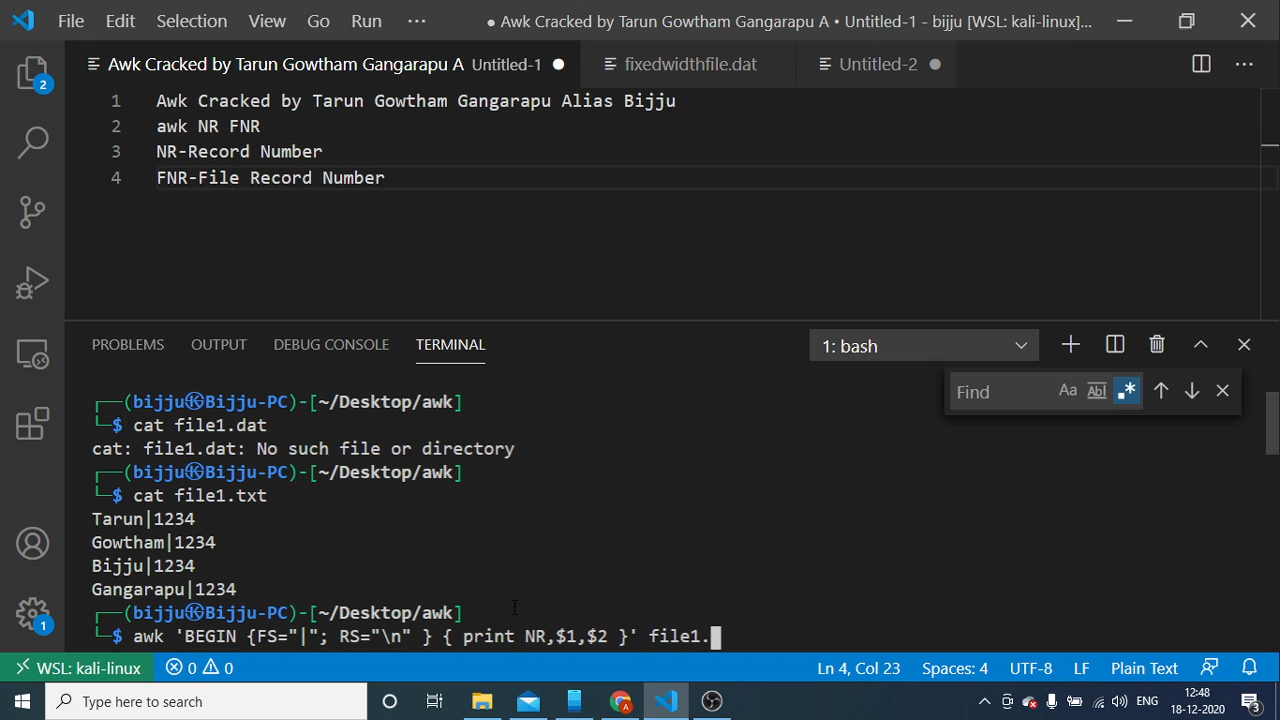 File Edit Selection View Go Run ··· ● Awk Cracked by Tarun Gowtham Gangarapu A • Untitled-1 - bijju [WSL: kali-linux]...
Awk Cracked by Tarun Gowtham Gangarapu A Untitled-1 ● fixedwidthfile.dat Untitled-2 ●
2
1 Awk Cracked by Tarun Gowtham Gangarapu Alias Bijju
2 awk NR FNR
3 NR-Record Number
4 FNR-File Record Number
PROBLEMS OUTPUT DEBUG CONSOLE TERMINAL 1: bash
Find Aa Abl .*
┌──(bijju㉿Bijju-PC)-[~/Desktop/awk]
└─$ cat file1.dat
cat: file1.dat: No such file or directory
┌──(bijju㉿Bijju-PC)-[~/Desktop/awk]
└─$ cat file1.txt
Tarun|1234
Gowtham|1234
Bijju|1234
Gangarapu|1234
┌──(bijju㉿Bijju-PC)-[~/Desktop/awk]
└─$ awk 'BEGIN {FS="|"; RS="\n" } { print NR,$1,$2 }' file1.
1
WSL: kali-linux 0 0 Ln 4, Col 23 Spaces: 4 UTF-8 LF Plain Text
Type here to search ENG 12:48
18-12-2020 3